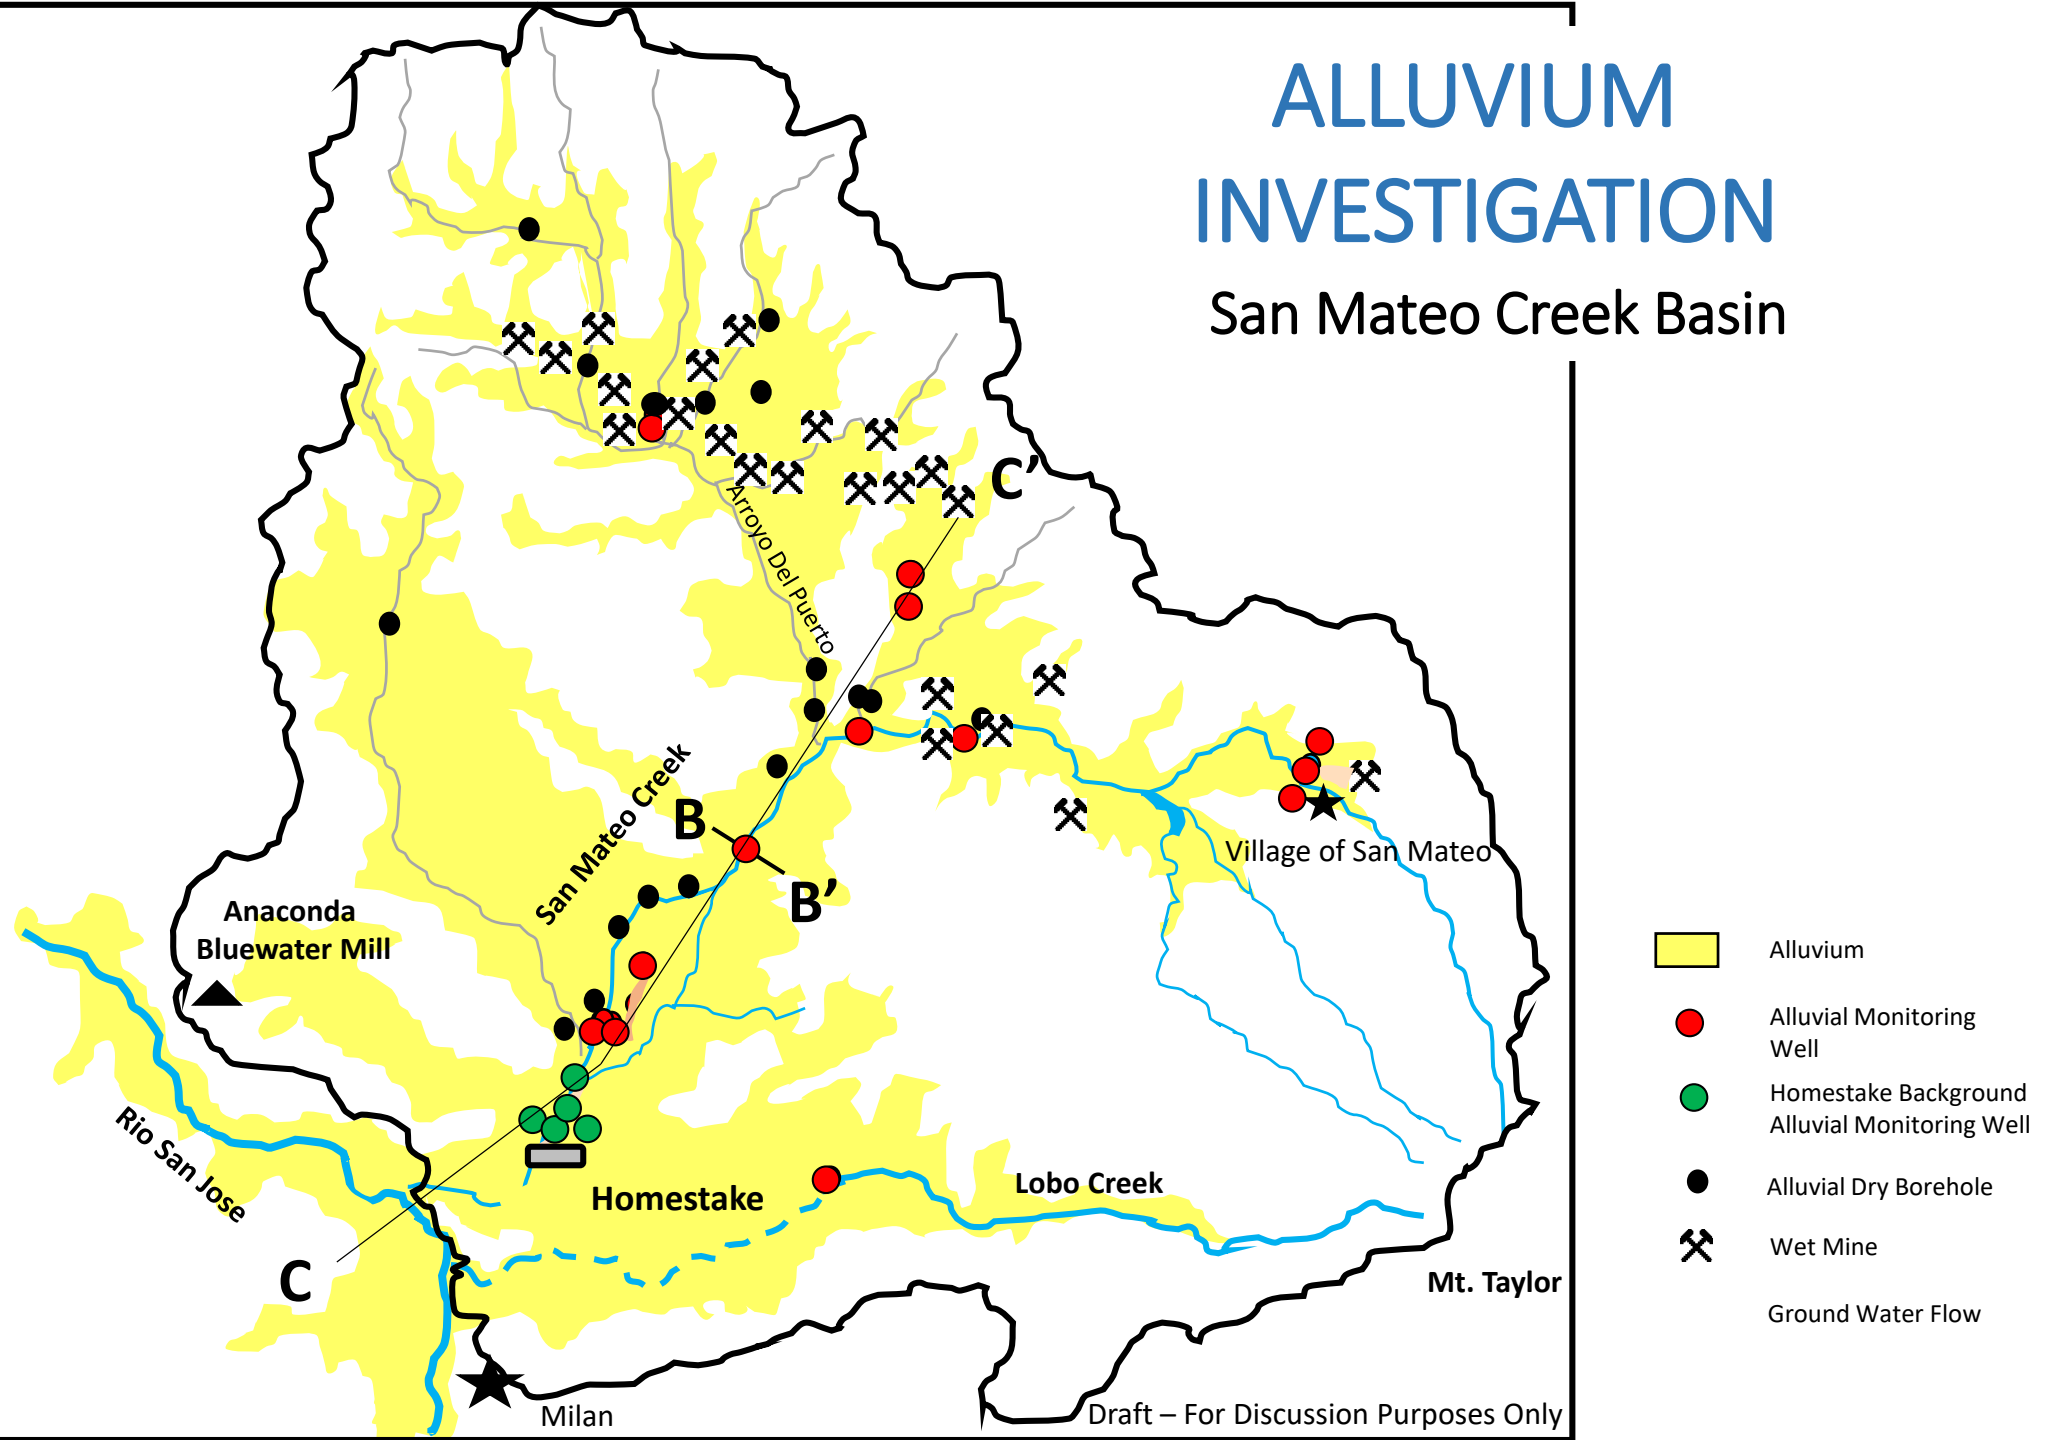 ALLUVIUM
INVESTIGATION
San Mateo Creek Basin
C’
Arroyo Del Puerto
San Mateo Creek
B
B’
Village of San Mateo
Anaconda
Bluewater Mill
Rio San Jose
Homestake
Lobo Creek
C
Mt. Taylor
Milan
Draft – For Discussion Purposes Only
Alluvium
Alluvial Monitoring
Well
Homestake Background
Alluvial Monitoring Well
Alluvial Dry Borehole
Wet Mine
Ground Water Flow